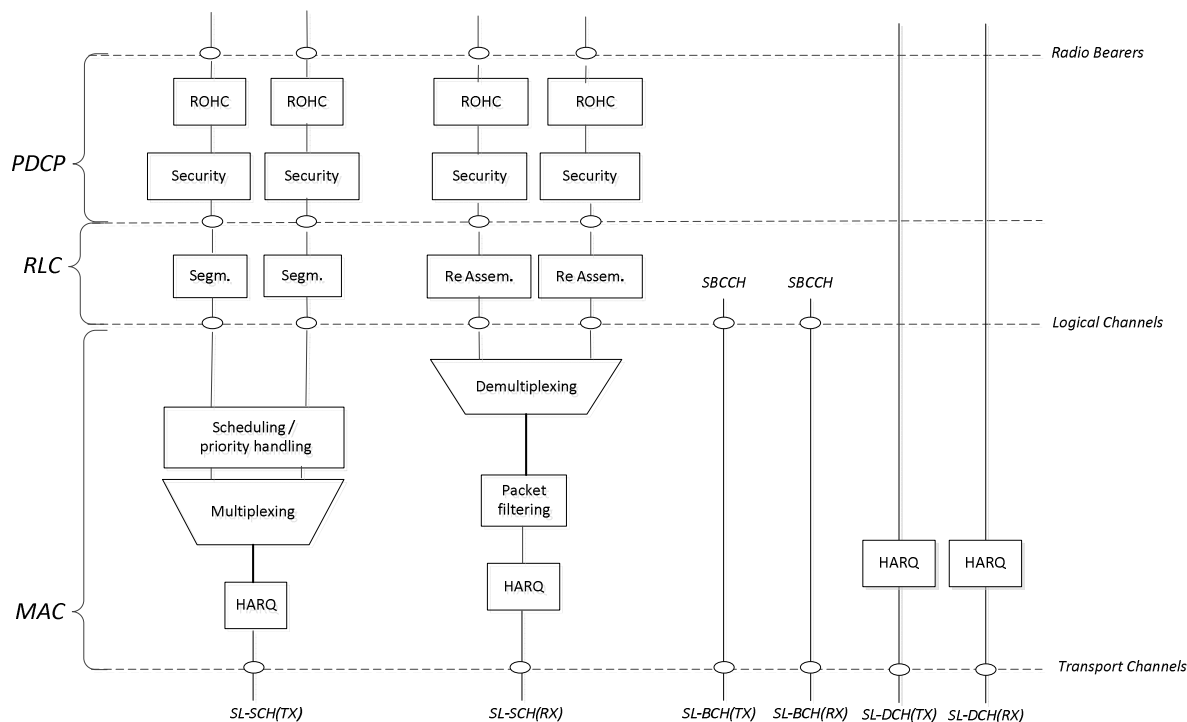 Radio Bearers
ROHC ROHC ROHC ROHC
PDCP
Security Security Security Security
RLC
Segm. Segm. Re Assem. Re Assem.
SBCCH SBCCH
Logical Channels
Demultiplexing
Scheduling /
priority handling
Packet
filtering
Multiplexing
HARQ HARQ
HARQ
HARQ
MAC
Transport Channels
SL-SCH(TX) SL-SCH(RX) SL-BCH(TX) SL-BCH(RX) SL-DCH(TX) SL-DCH(RX)